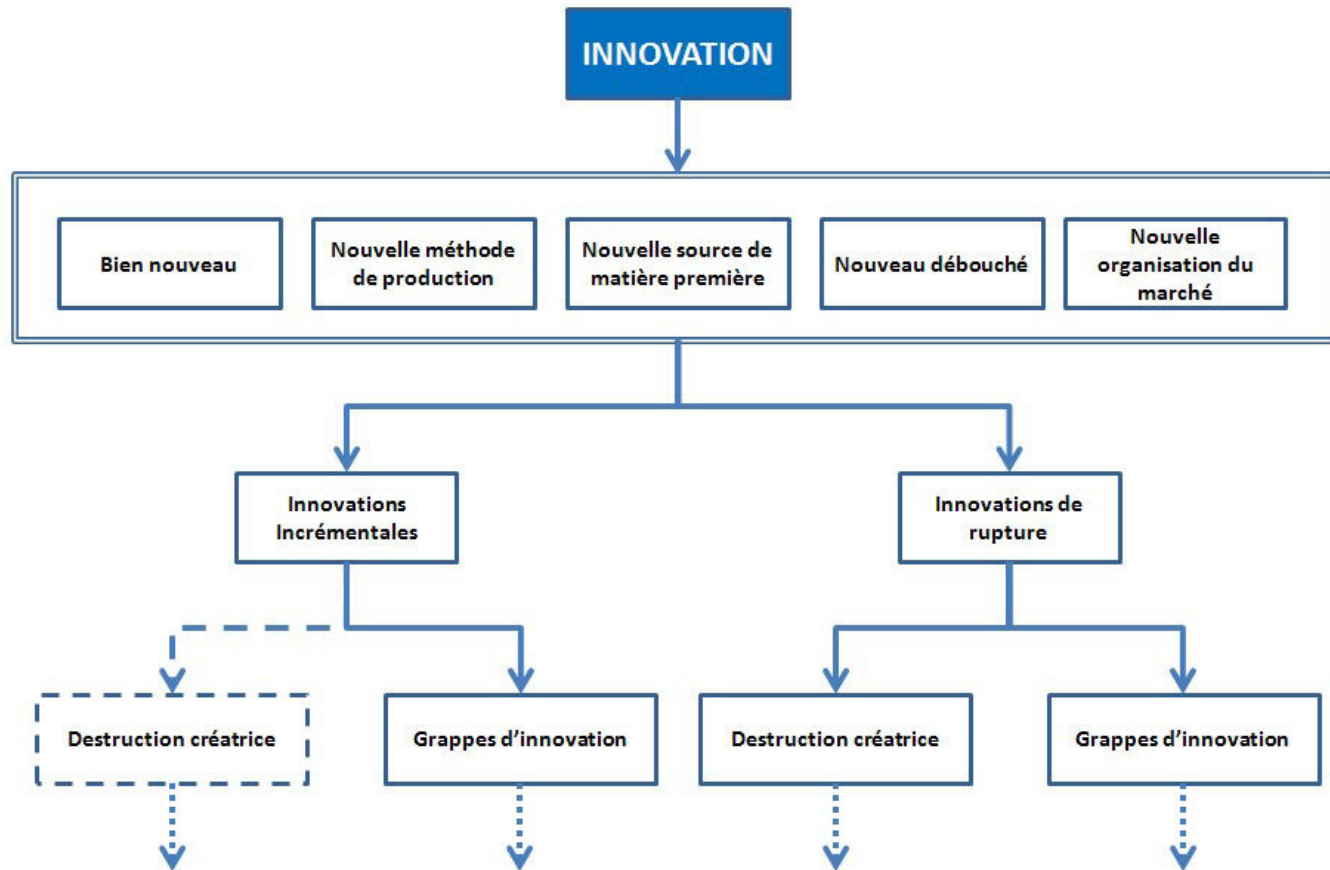 INNOVATION
Bien nouveau
Nouvelle méthode
de production
Nouvelle source de
matière première
Nouveau débouché
Nouvelle
organisation du
marché
Innovations
Incrémentales
Innovations de
rupture
Destruction créatrice
Grappes d’innovation
Destruction créatrice
Grappes d’innovation